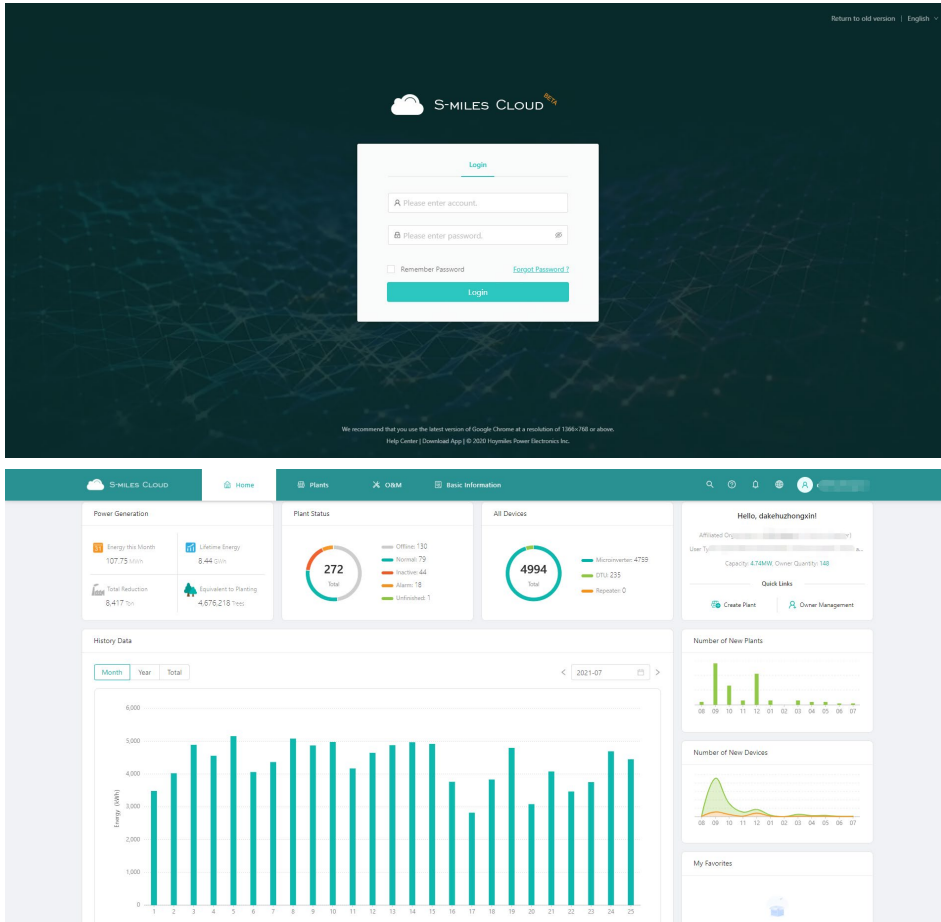 Return to old version | English
S-MILES CLOUD BETA
Login
Please enter account.
Please enter password.
Remember Password Forgot Password ?
Login
We recommend that you use the latest version of Google Chrome at a resolution of 1366×768 or above.
Help Center | Download App | © 2020 Hoymiles Power Electronics Inc.
S-MILES CLOUD Home Plants O&M Basic Information
Power Generation
Energy this Month
107.75 MWh
Lifetime Energy
8.44 GWh
Total Reduction
8,417 Ton
Equivalent to Planting
4,676,218 Trees
Plant Status
272
Total
Offline: 130
Normal: 79
Inactive: 44
Alarm: 18
Unfinished: 1
All Devices
4994
Total
Microinverter: 4759
DTU: 235
Repeater: 0
Hello, dakehuzhongxin!
Affiliated Org
User Ty
Capacity: 4.74MW, Owner Quantity: 148
Quick Links
Create Plant Owner Management
History Data
Month Year Total
< 2021-07 >
Energy (kWh)
6,000
5,000
4,000
3,000
2,000
1,000
0
1 2 3 4 5 6 7 8 9 10 11 12 13 14 15 16 17 18 19 20 21 22 23 24 25
Number of New Plants
08 09 10 11 12 01 02 03 04 05 06 07
Number of New Devices
08 09 10 11 12 01 02 03 04 05 06 07
My Favorites